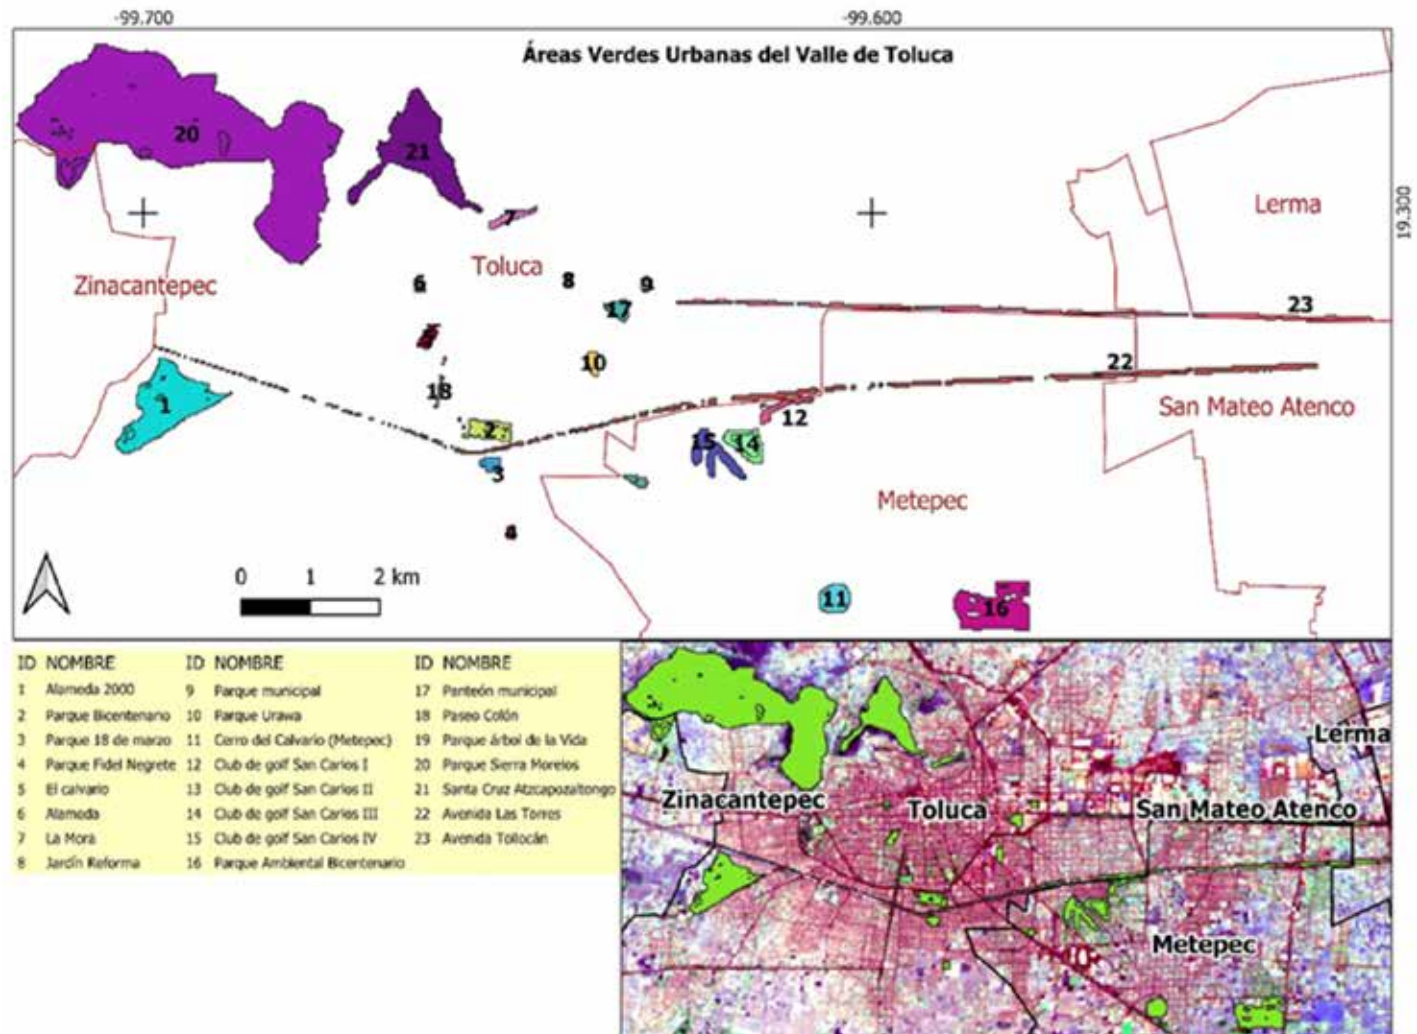 -99.700 -99.600
Áreas Verdes Urbanas del Valle de Toluca
20
21
7
Lerma
19.300
Toluca
Zinacantepec
6
8
9
17
23
10
22
18
1
2
12
San Mateo Atenco
15
14
3
Metepec
4
0 1 2 km
11
16
ID NOMBRE ID NOMBRE ID NOMBRE
1 Alameda 2000 9 Parque municipal 17 Panteón municipal
2 Parque Bicentenario 10 Parque Urawa 18 Paseo Colón
3 Parque 18 de marzo 11 Cerro del Calvario (Metepec) 19 Parque árbol de la Vida
4 Parque Fidel Negrete 12 Club de golf San Carlos I 20 Parque Sierra Morelos
5 El calvario 13 Club de golf San Carlos II 21 Santa Cruz Atzcapozaltongo
6 Alameda 14 Club de golf San Carlos III 22 Avenida Las Torres
7 La Mora 15 Club de golf San Carlos IV 23 Avenida Tollocán
8 Jardín Reforma 16 Parque Ambiental Bicentenario
Lerma
Zinacantepec Toluca San Mateo Atenco
Metepec